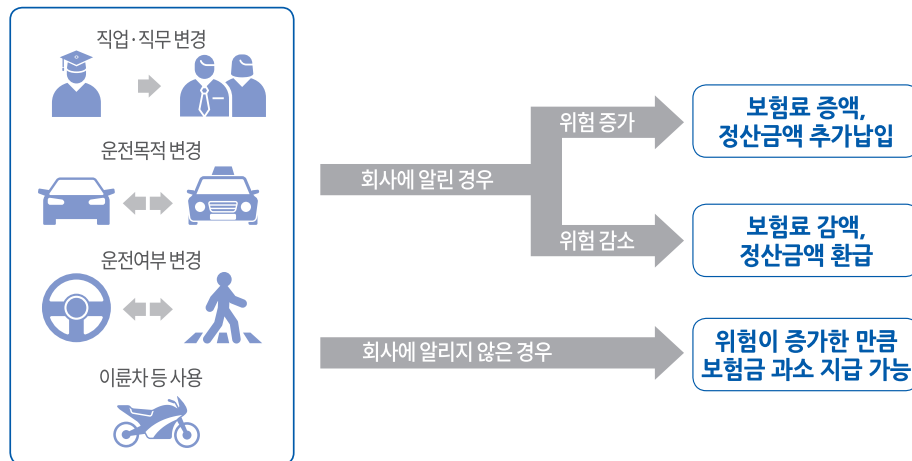 직업·직무 변경
운전목적 변경
운전여부 변경
이륜차 등 사용
회사에 알린 경우
위험 증가
보험료 증액,
정산금액 추가납입
위험 감소
보험료 감액,
정산금액 환급
회사에 알리지 않은 경우
위험이 증가한 만큼
보험금 과소 지급 가능